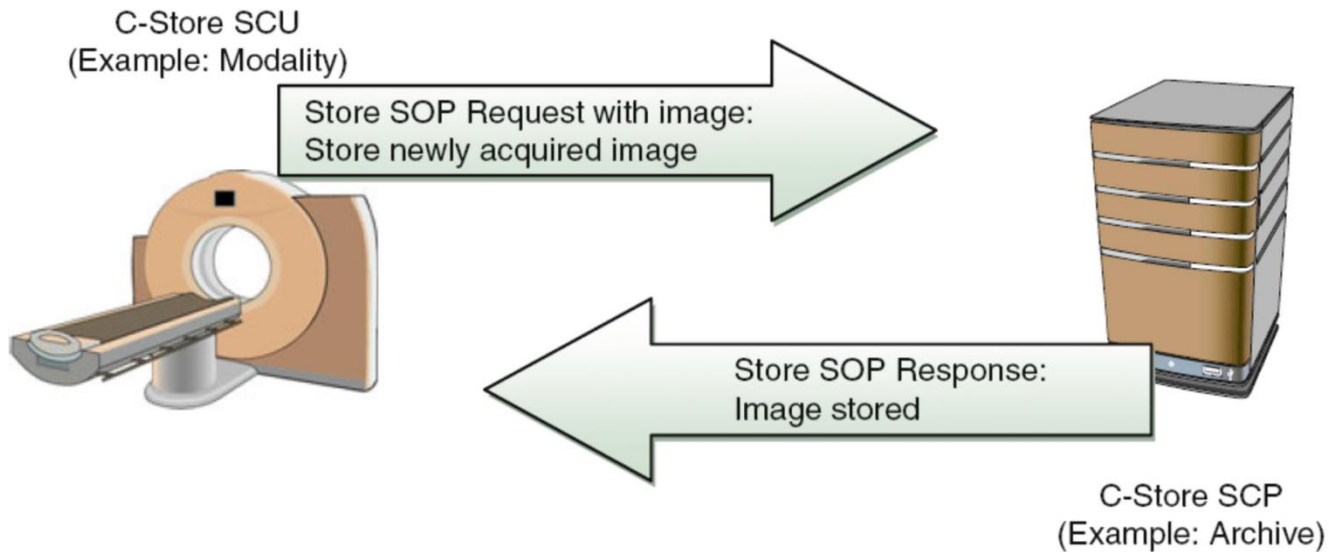 C-Store SCU
(Example: Modality)
Store SOP Request with image:
Store newly acquired image
Store SOP Response:
Image stored
C-Store SCP
(Example: Archive)